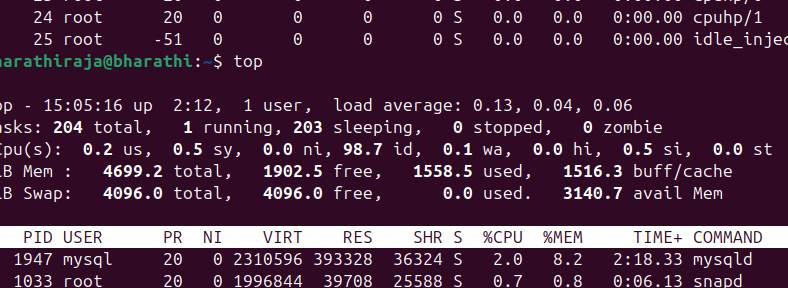 24 root 20 0 0 0 0 S 0.0 0.0 0:00.00 cpuhp/1
25 root -51 0 0 0 0 S 0.0 0.0 0:00.00 idle_injec
harathiraja@bharathi:~$ top
op - 15:05:16 up 2:12, 1 user, load average: 0.13, 0.04, 0.06
asks: 204 total, 1 running, 203 sleeping, 0 stopped, 0 zombie
Cpu(s): 0.2 us, 0.5 sy, 0.0 ni, 98.7 id, 0.1 wa, 0.0 hi, 0.5 si, 0.0 st
iB Mem : 4699.2 total, 1902.5 free, 1558.5 used, 1516.3 buff/cache
iB Swap: 4096.0 total, 4096.0 free, 0.0 used. 3140.7 avail Mem
PID USER PR NI VIRT RES SHR S %CPU %MEM TIME+ COMMAND
1947 mysql 20 0 2310596 393328 36324 S 2.0 8.2 2:18.33 mysqld
1033 root 20 0 1996844 39708 25588 S 0.7 0.8 0:06.13 snapd